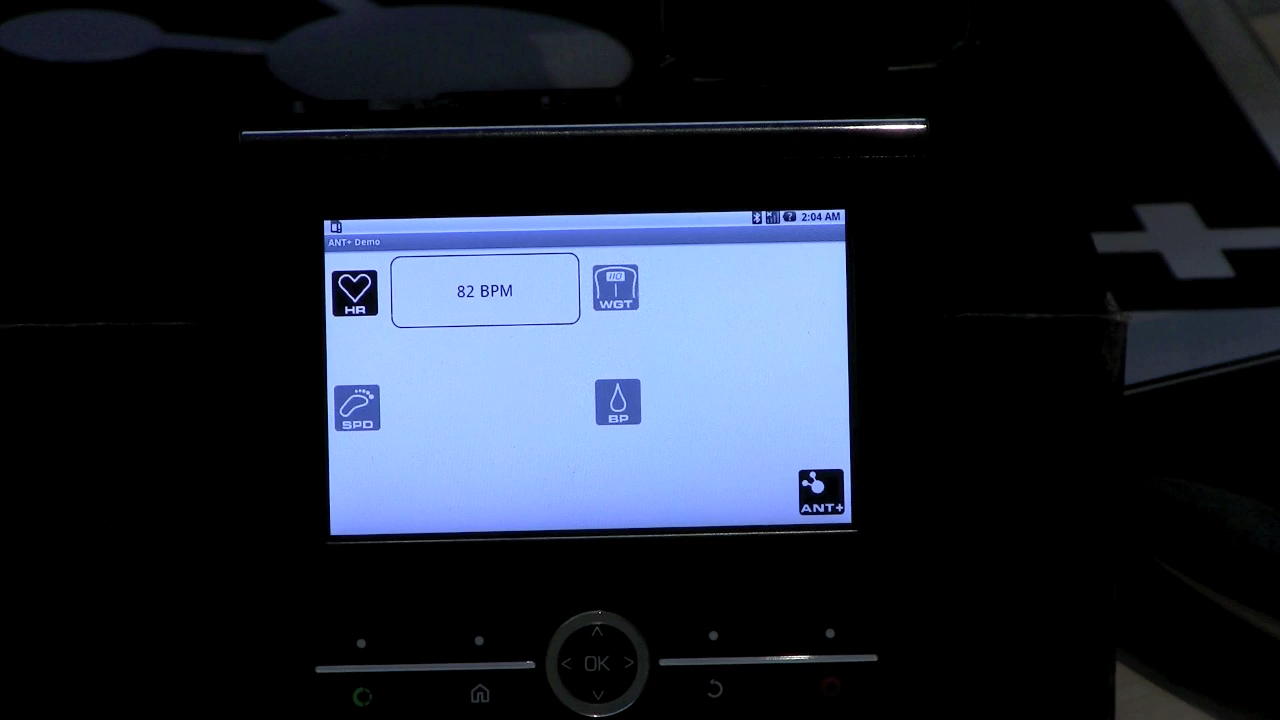 2:04 AM
ANT+ Demo
HR
82 BPM
110
WGT
SPD
BP
ANT+
OK